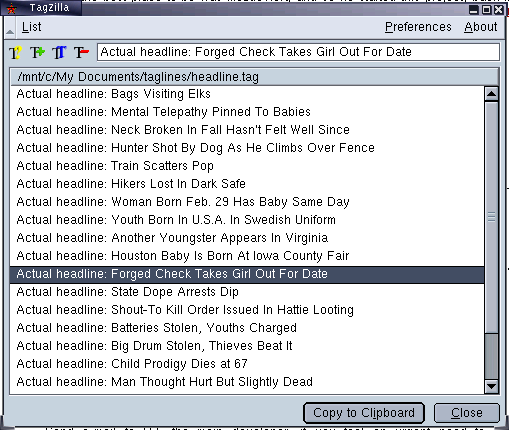 TagZilla
List Preferences About
Actual headline: Forged Check Takes Girl Out For Date
/mnt/c/My Documents/taglines/headline.tag
Actual headline: Bags Visiting Elks
Actual headline: Mental Telepathy Pinned To Babies
Actual headline: Neck Broken In Fall Hasn't Felt Well Since
Actual headline: Hunter Shot By Dog As He Climbs Over Fence
Actual headline: Train Scatters Pop
Actual headline: Hikers Lost In Dark Safe
Actual headline: Woman Born Feb. 29 Has Baby Same Day
Actual headline: Youth Born In U.S.A. In Swedish Uniform
Actual headline: Another Youngster Appears In Virginia
Actual headline: Houston Baby Is Born At Iowa County Fair
Actual headline: Forged Check Takes Girl Out For Date
Actual headline: State Dope Arrests Dip
Actual headline: Shout-To Kill Order Issued In Hattie Looting
Actual headline: Batteries Stolen, Youths Charged
Actual headline: Big Drum Stolen, Thieves Beat It
Actual headline: Child Prodigy Dies at 67
Actual headline: Man Thought Hurt But Slightly Dead
Copy to Clipboard Close